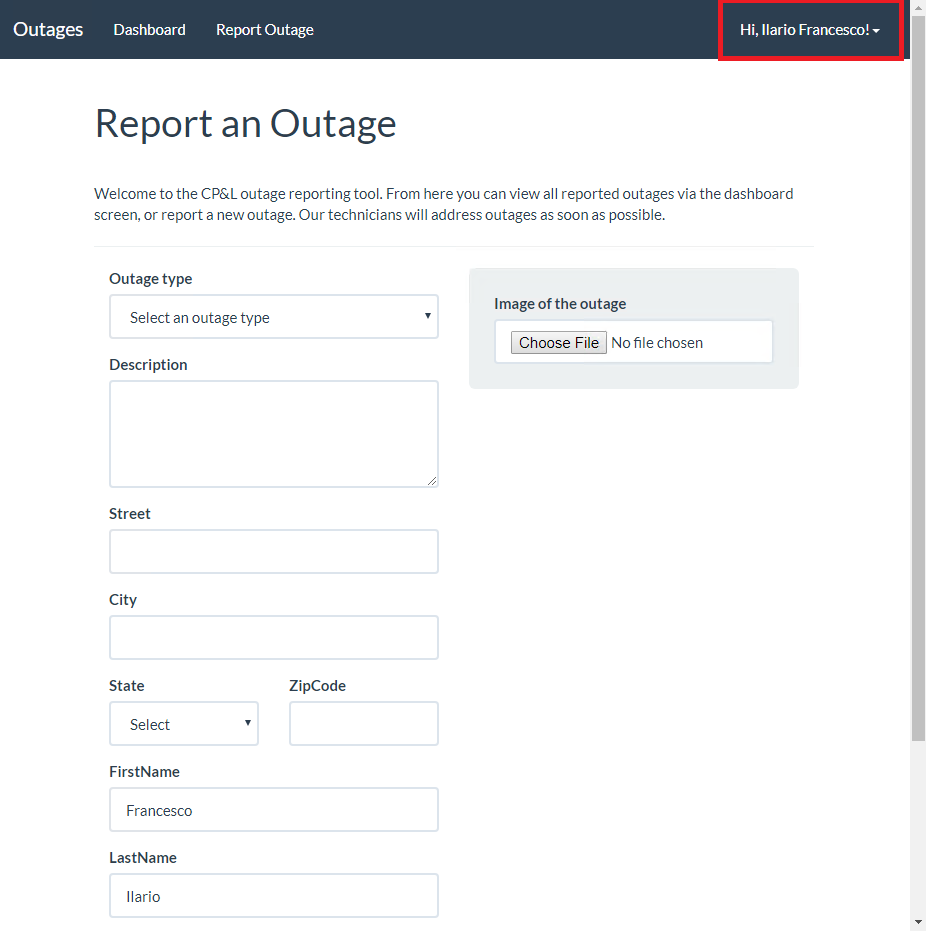 Outages Dashboard Report Outage Hi, Ilario Francesco!
Report an Outage
Welcome to the CP&L outage reporting tool. From here you can view all reported outages via the dashboard
screen, or report a new outage. Our technicians will address outages as soon as possible.
Outage type
Select an outage type
Image of the outage
Choose File No file chosen
Description
Street
City
State ZipCode
Select
FirstName
Francesco
LastName
Ilario